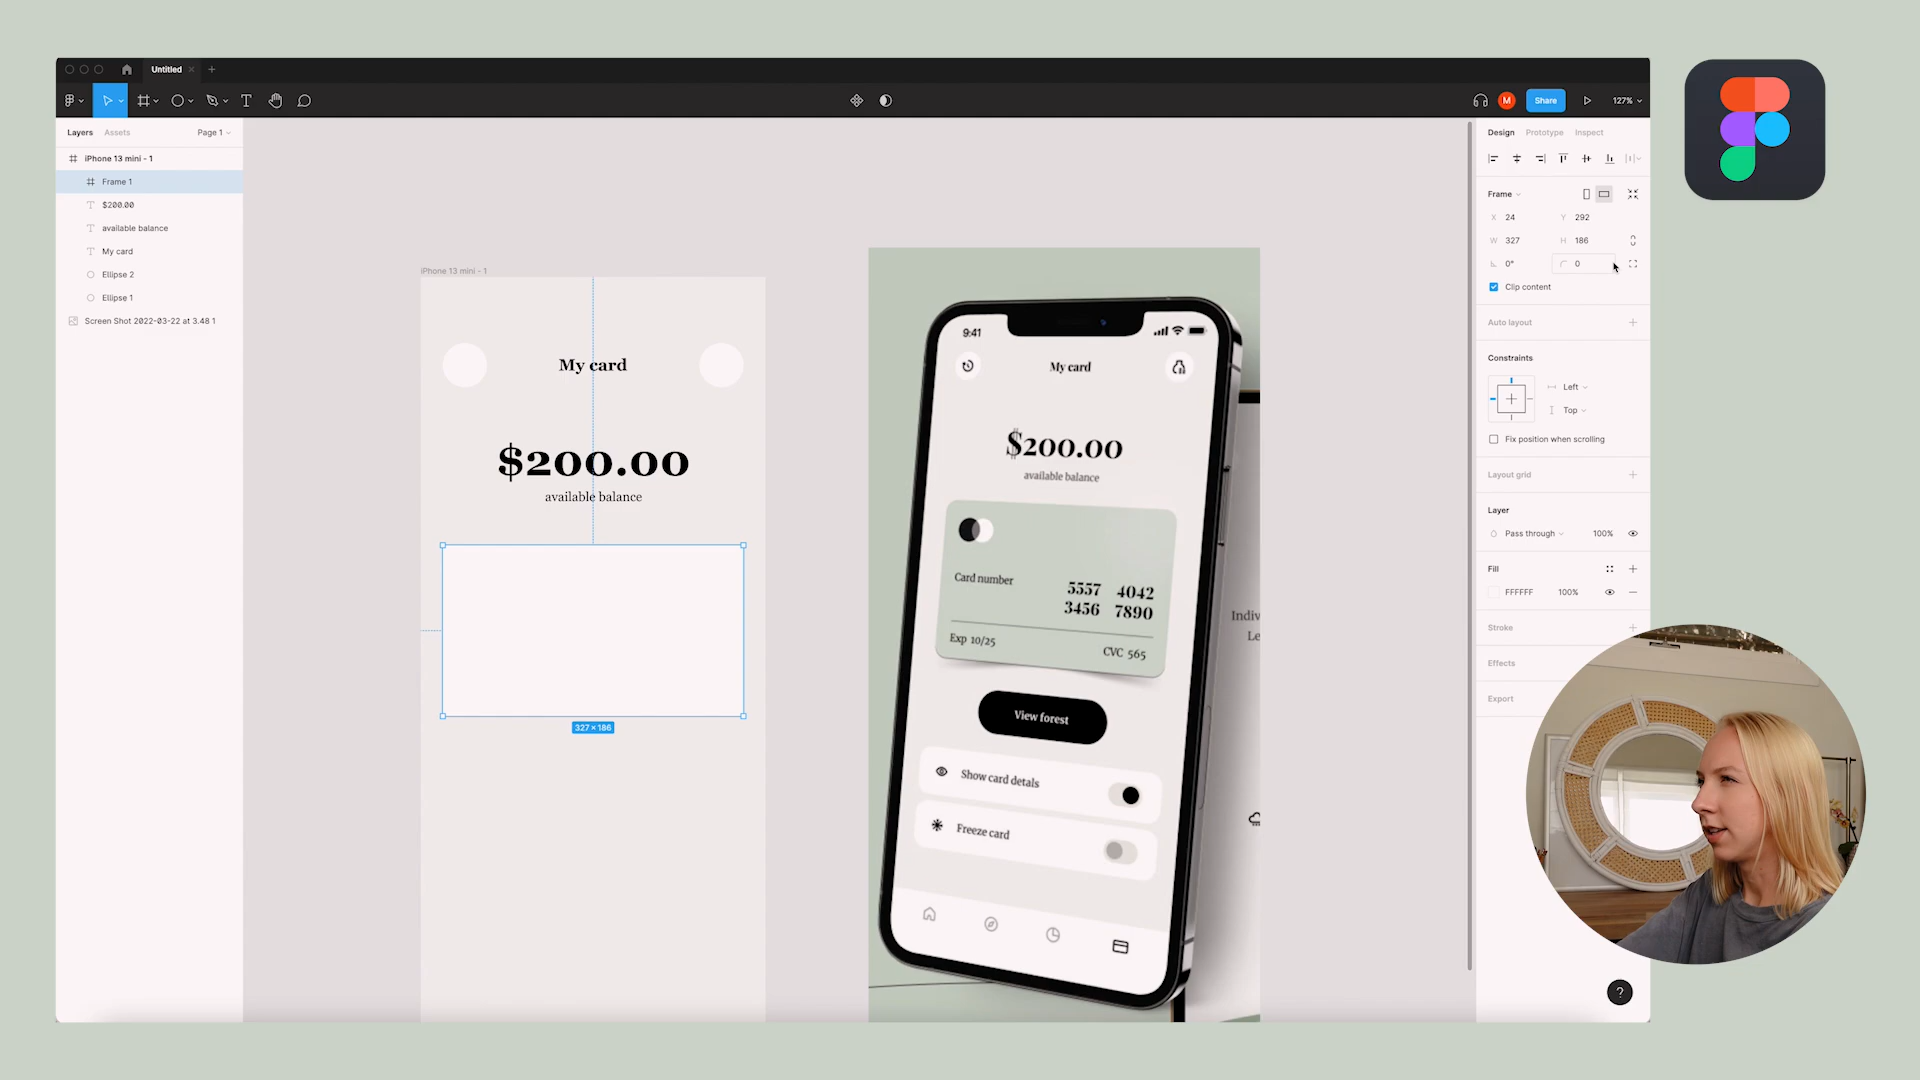 Untitled
M
Share
127%
Layers
Assets
Page 1
iPhone 13 mini - 1
Frame 1
$200.00
available balance
My card
Ellipse 2
Ellipse 1
Screen Shot 2022-03-22 at 3.48 1
iPhone 13 mini - 1
My card
$200.00
available balance
327 × 186
9:41
My card
$200.00
available balance
Card number
5557 4042
3456 7890
Exp 10/25
CVC 565
View forest
Show card detals
Freeze card
Indiv
Le
Design
Prototype
Inspect
Frame
X 24
Y 292
W 327
H 186
0°
0
Clip content
Auto layout
Constraints
Left
Top
Fix position when scrolling
Layout grid
Layer
Pass through
100%
Fill
FFFFFF
100%
Stroke
Effects
Export
?